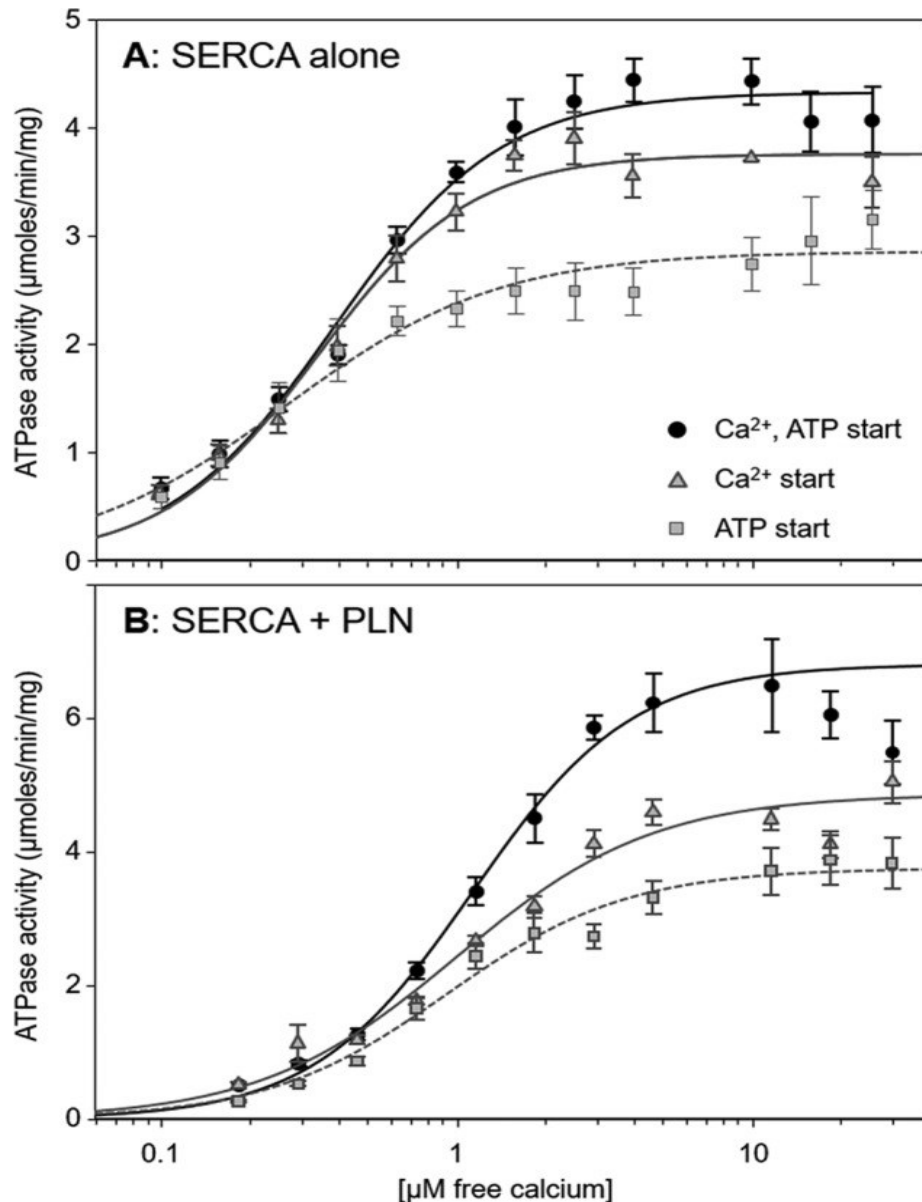 A: SERCA alone
5
4
3
2
1
0
ATPase activity (µmoles/min/mg)
Ca²⁺, ATP start
Ca²⁺ start
ATP start
B: SERCA + PLN
6
4
2
0
ATPase activity (µmoles/min/mg)
0.1 1 10
[µM free calcium]